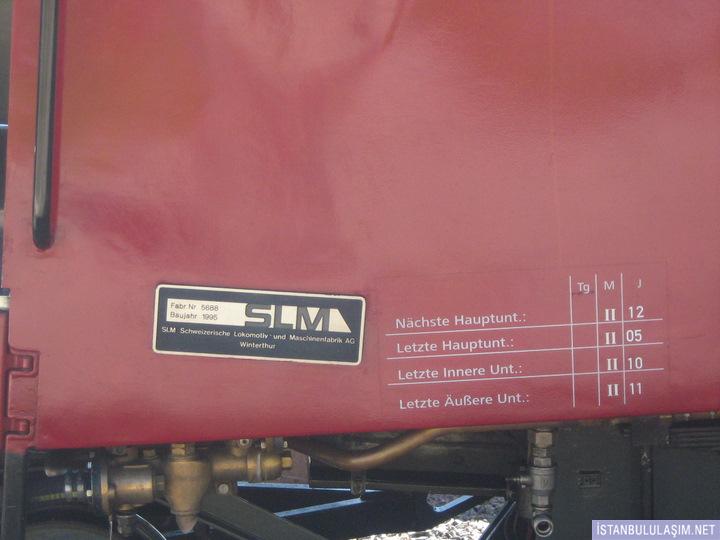 Fabr. Nr. 5688
Baujahr 1995
SLM
SLM Schweizerische Lokomotiv- und Maschinenfabrik AG
Winterthur
Tg M J
Nächste Hauptunt.: II 12
Letzte Hauptunt.: II 05
Letzte Innere Unt.: II 10
Letzte Äußere Unt.: II 11
İSTANBULULAŞIM.NET